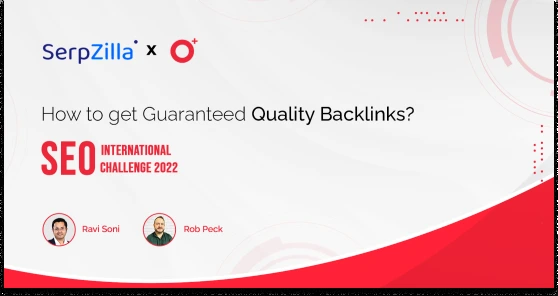 SerpZilla x O+
How to get Guaranteed Quality Backlinks?
SEO INTERNATIONAL
CHALLENGE 2022
Ravi Soni
Rob Peck